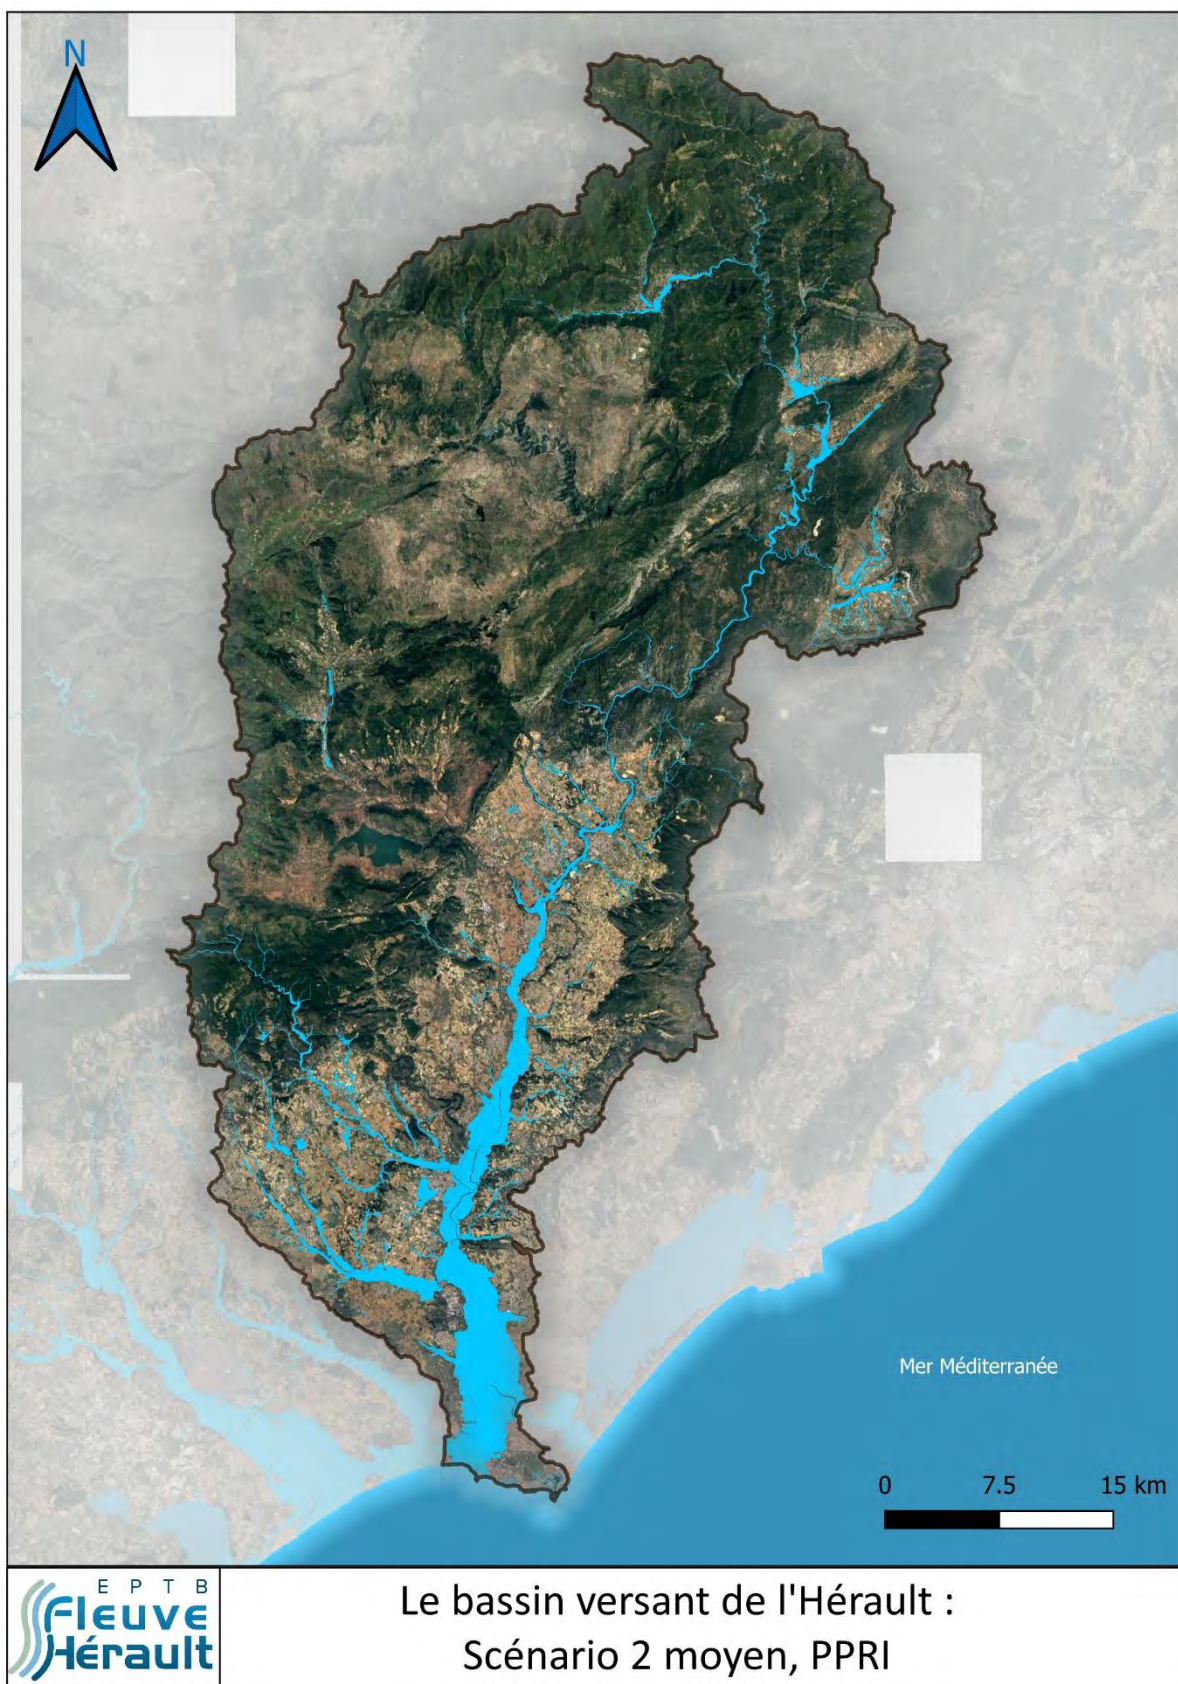 N
Mer Méditerranée
0 7.5 15 km
E P T B
Fleuve
Hérault
Le bassin versant de l'Hérault :
Scénario 2 moyen, PPRI